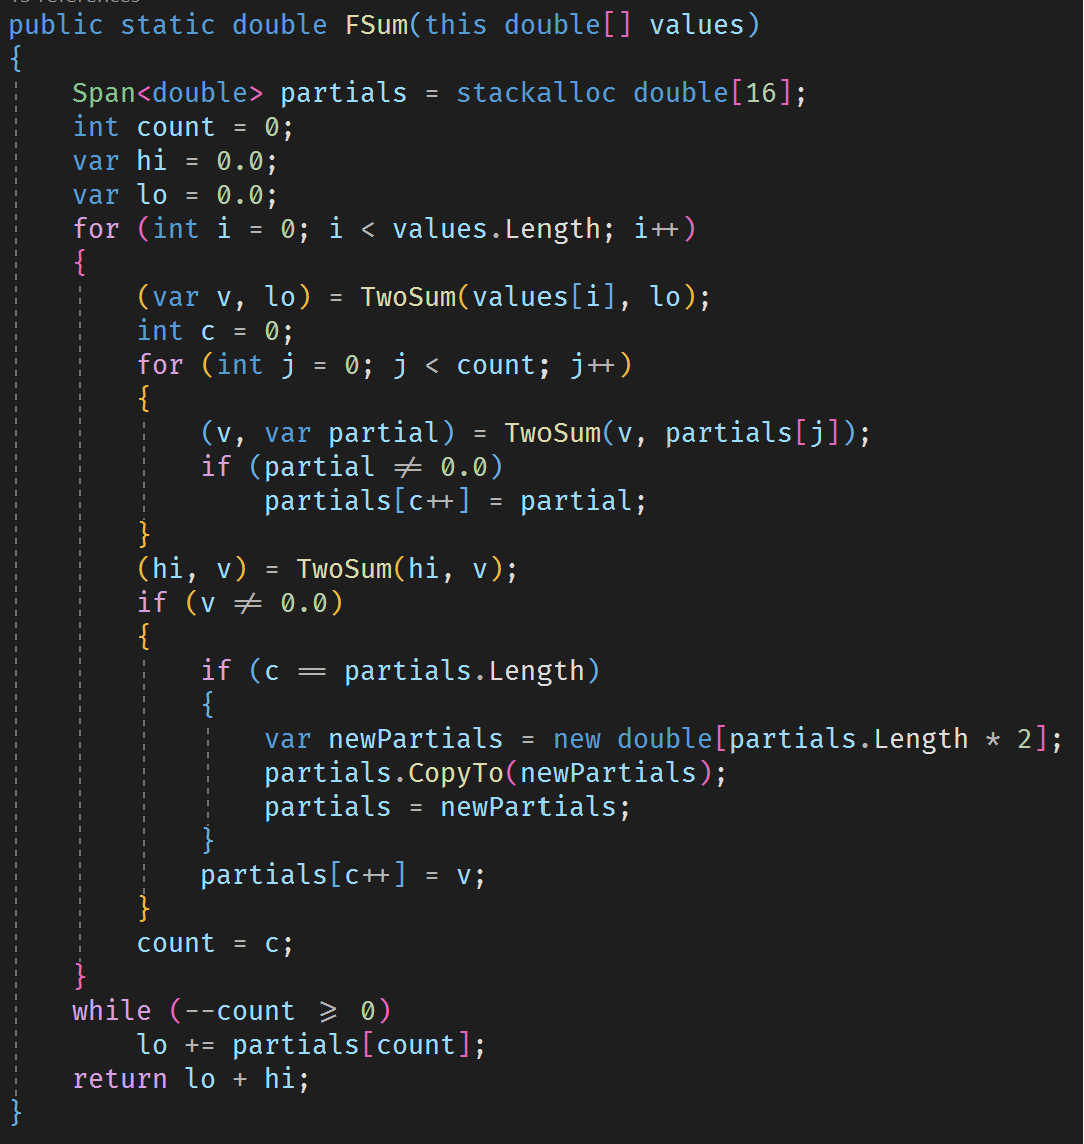 public static double FSum(this double[] values)
{
    Span<double> partials = stackalloc double[16];
    int count = 0;
    var hi = 0.0;
    var lo = 0.0;
    for (int i = 0; i < values.Length; i++)
    {
        (var v, lo) = TwoSum(values[i], lo);
        int c = 0;
        for (int j = 0; j < count; j++)
        {
            (v, var partial) = TwoSum(v, partials[j]);
            if (partial != 0.0)
                partials[c++] = partial;
        }
        (hi, v) = TwoSum(hi, v);
        if (v != 0.0)
        {
            if (c == partials.Length)
            {
                var newPartials = new double[partials.Length * 2];
                partials.CopyTo(newPartials);
                partials = newPartials;
            }
            partials[c++] = v;
        }
        count = c;
    }
    while (--count >= 0)
        lo += partials[count];
    return lo + hi;
}